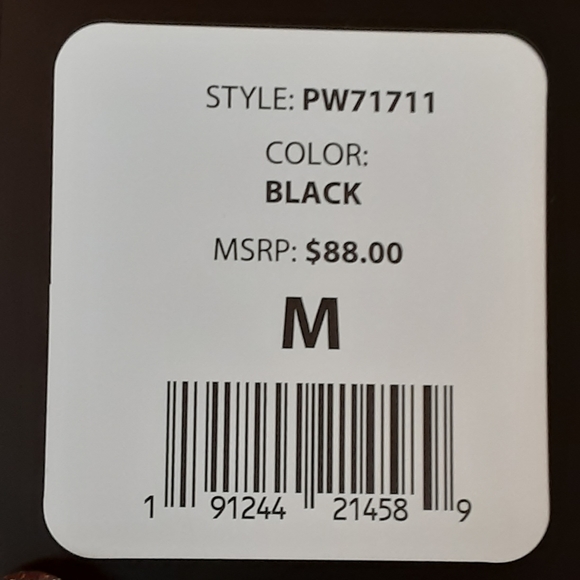 STYLE: PW71711
COLOR:
BLACK
MSRP: $88.00
M
1 91244 21458 9